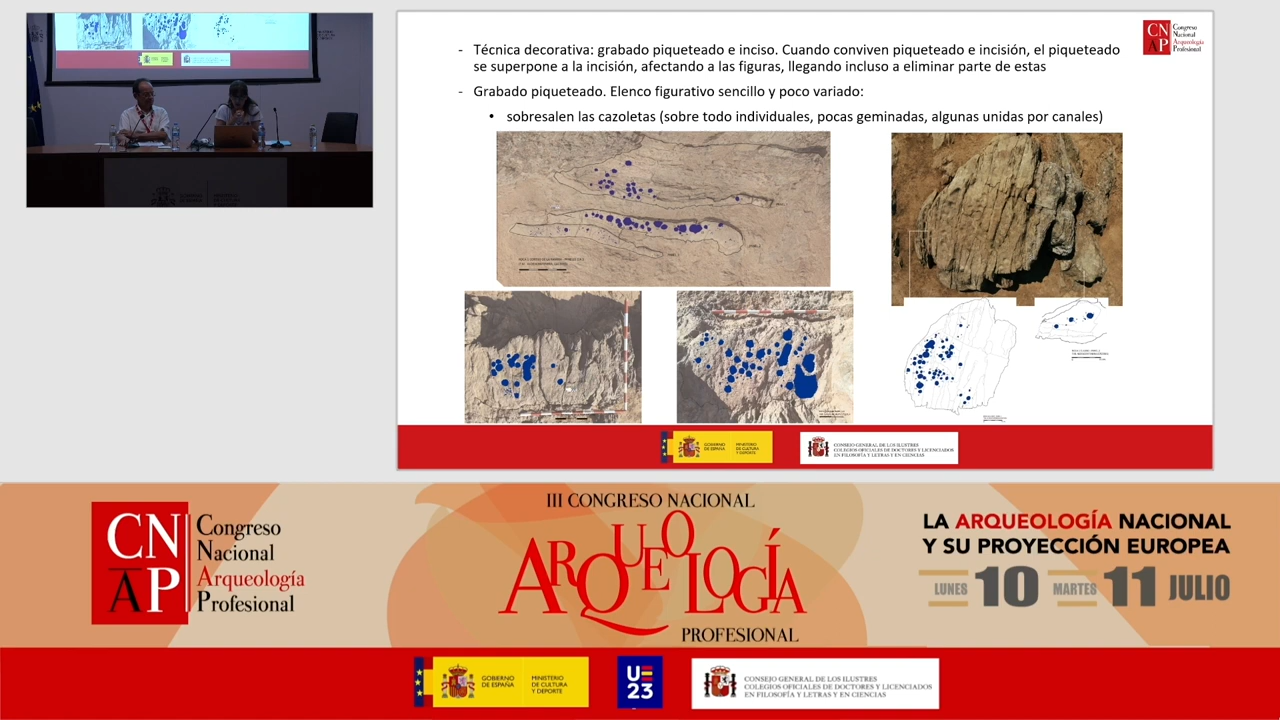 - Técnica decorativa: grabado piqueteado e inciso. Cuando conviven piqueteado e incisión, el piqueteado
se superpone a la incisión, afectando a las figuras, llegando incluso a eliminar parte de estas
- Grabado piqueteado. Elenco figurativo sencillo y poco variado:
• sobresalen las cazoletas (sobre todo individuales, pocas geminadas, algunas unidas por canales)
CN
AP
Congreso
Nacional
Arqueología
Profesional
GOBIERNO
DE ESPAÑA
MINISTERIO
DE CULTURA
Y DEPORTE
CONSEJO GENERAL DE LOS ILUSTRES
COLEGIOS OFICIALES DE DOCTORES Y LICENCIADOS
EN FILOSOFÍA Y LETRAS Y EN CIENCIAS
CN
AP
Congreso
Nacional
Arqueología
Profesional
III CONGRESO NACIONAL
ARQUEOLOGÍA
PROFESIONAL
LA ARQUEOLOGÍA NACIONAL
Y SU PROYECCIÓN EUROPEA
LUNES 10 MARTES 11 JULIO
GOBIERNO
DE ESPAÑA
MINISTERIO
DE CULTURA
Y DEPORTE
UE
23
CONSEJO GENERAL DE LOS ILUSTRES
COLEGIOS OFICIALES DE DOCTORES Y LICENCIADOS
EN FILOSOFÍA Y LETRAS Y EN CIENCIAS